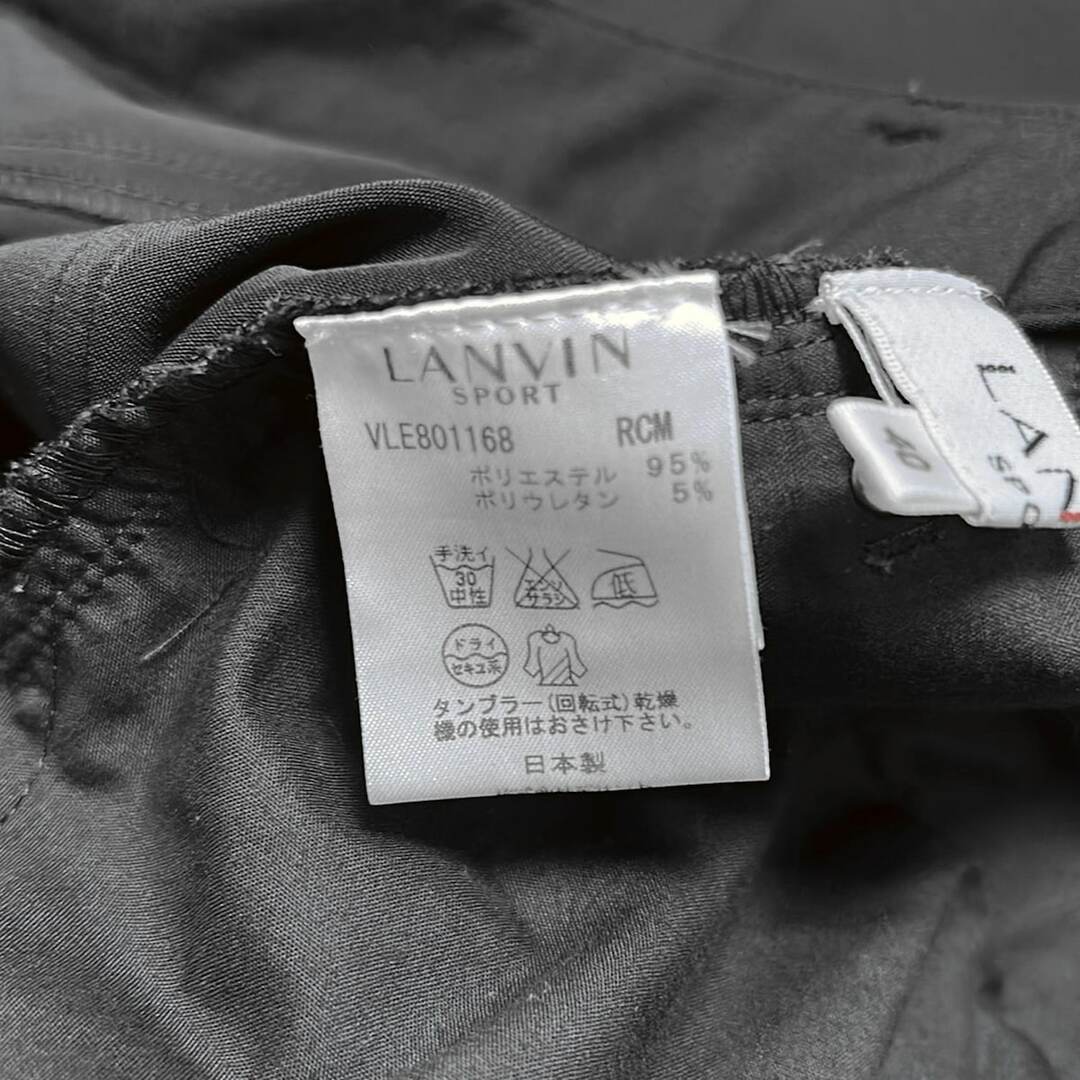 LANVIN
SPORT
VLE801168 RCM
ポリエステル 95%
ポリウレタン 5%
手洗イ
30
中性
エンソ
サラシ
低
ドライ
セキユ系
タンブラー(回転式)乾燥
機の使用はおさけ下さい。
日本製
40
LAN
SPO